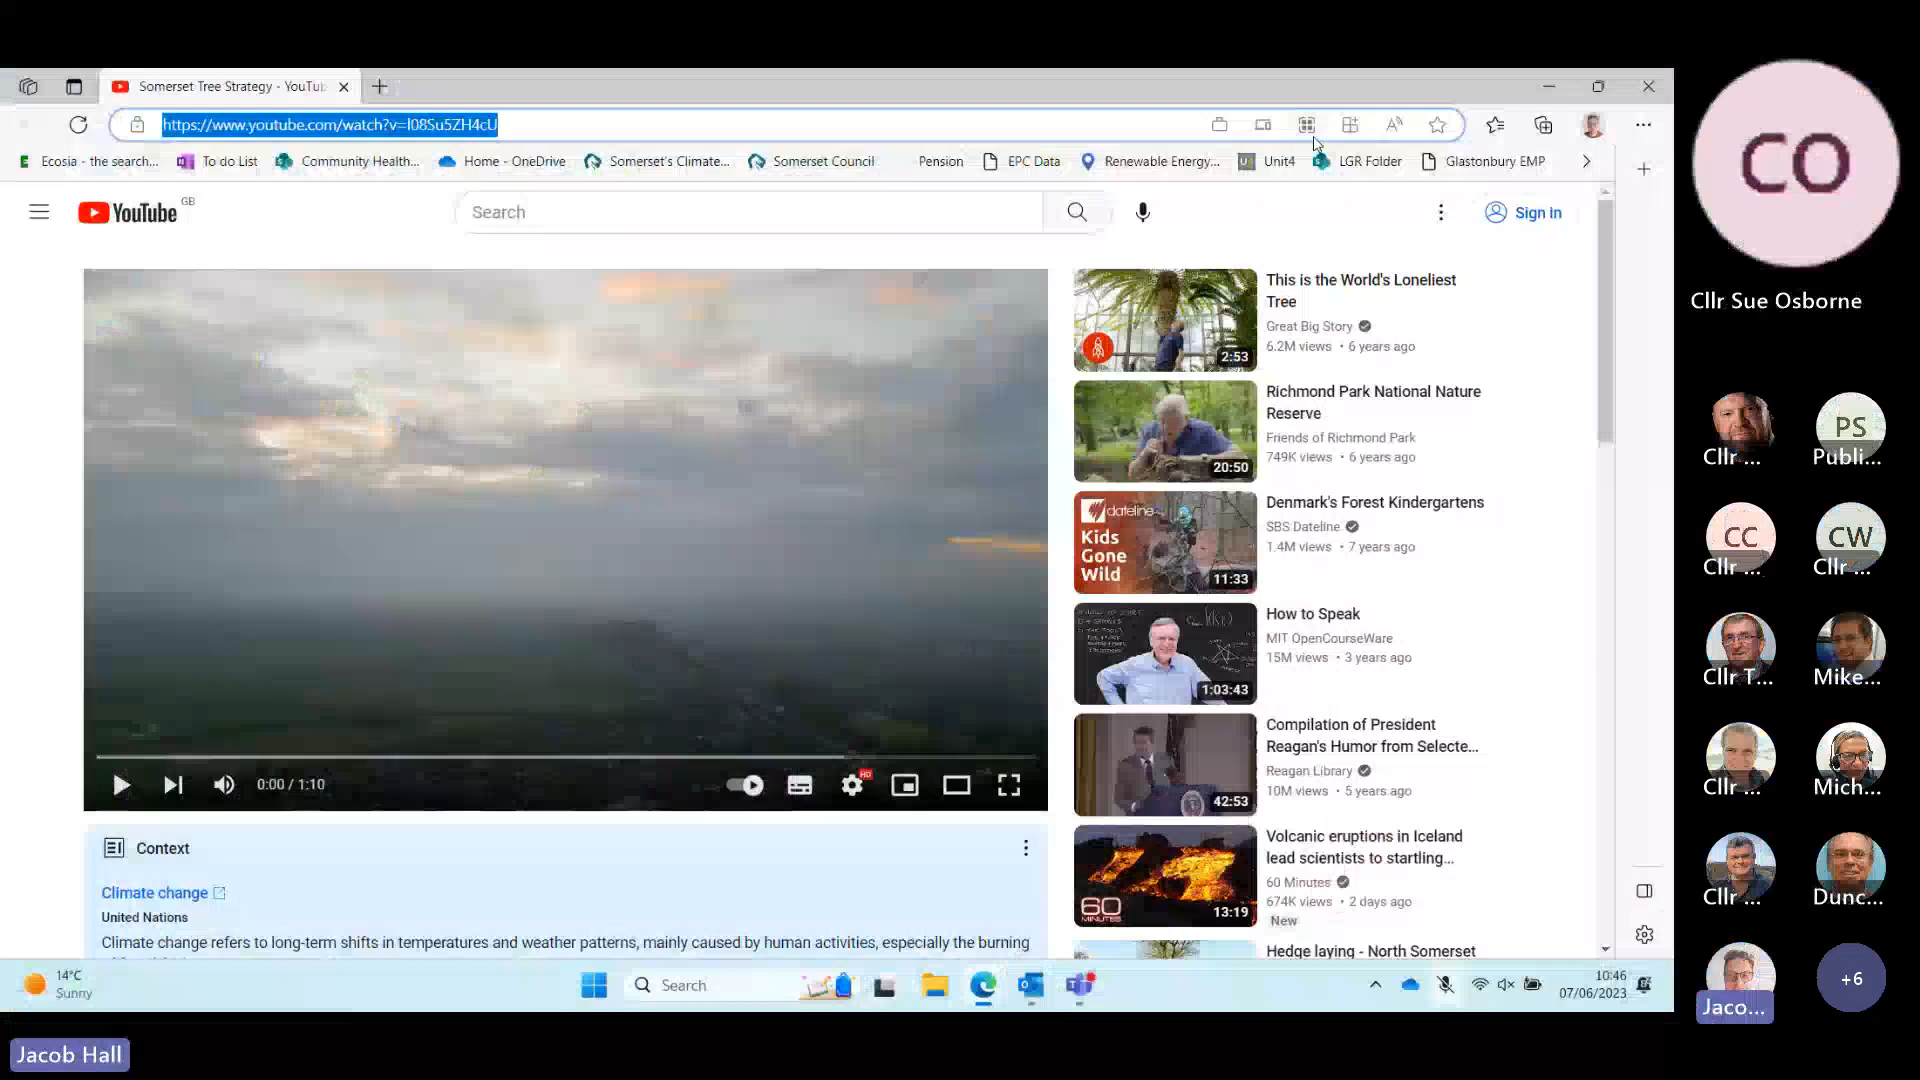 Somerset Tree Strategy - YouTu
https://www.youtube.com/watch?v=l08Su5ZH4cU
Ecosia - the search...
To do List
Community Health...
Home - OneDrive
Somerset's Climate...
Somerset Council
Pension
EPC Data
Renewable Energy...
Unit4
LGR Folder
Glastonbury EMP
YouTube GB
Search
Sign in
0:00 / 1:10
HD
Context
Climate change
United Nations
Climate change refers to long-term shifts in temperatures and weather patterns, mainly caused by human activities, especially the burning
2:53
This is the World's Loneliest
Tree
Great Big Story
6.2M views • 6 years ago
20:50
Richmond Park National Nature
Reserve
Friends of Richmond Park
749K views • 6 years ago
dateline
Kids
Gone
Wild
11:33
Denmark's Forest Kindergartens
SBS Dateline
1.4M views • 7 years ago
1:03:43
How to Speak
MIT OpenCourseWare
15M views • 3 years ago
42:53
Compilation of President
Reagan's Humor from Selecte...
Reagan Library
10M views • 5 years ago
60
MINUTES
13:19
Volcanic eruptions in Iceland
lead scientists to startling...
60 Minutes
674K views • 2 days ago
New
Hedge laying - North Somerset
14°C
Sunny
Search
10:46
07/06/2023
Jacob Hall
CO
Cllr Sue Osborne
Cllr ...
PS
Publi...
CC
Cllr ...
CW
Cllr ...
Cllr T...
Mike...
Cllr ...
Mich...
Cllr ...
Dunc...
Jaco...
+6